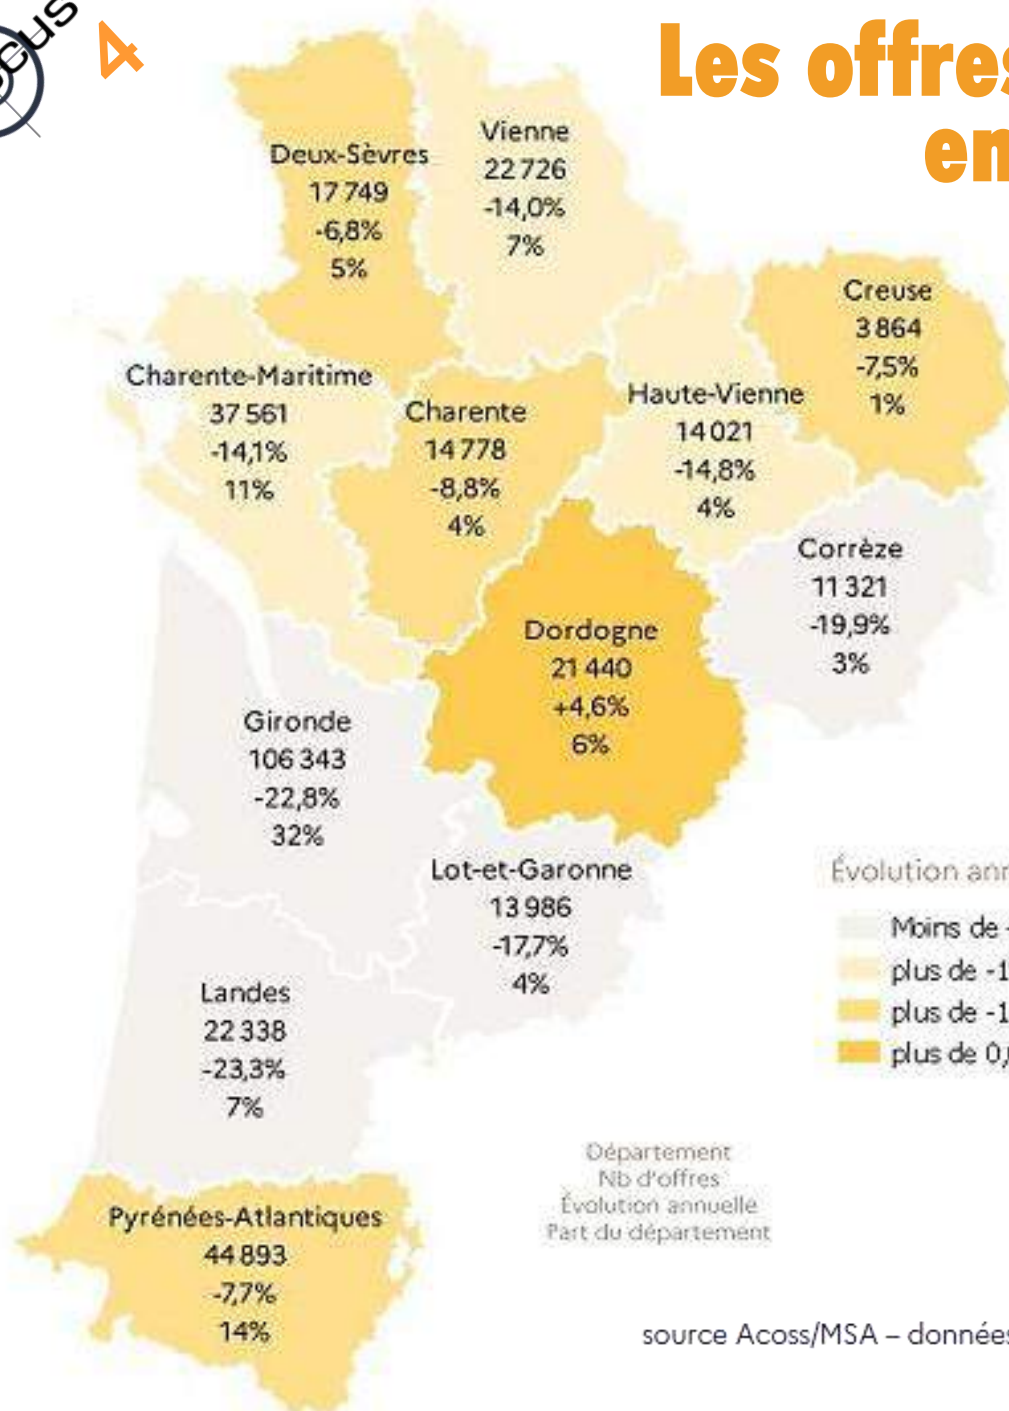 4
Les offres
en
Deux-Sèvres
17 749
-6,8%
5%
Vienne
22 726
-14,0%
7%
Creuse
3 864
-7,5%
1%
Charente-Maritime
37 561
-14,1%
11%
Charente
14 778
-8,8%
4%
Haute-Vienne
14 021
-14,8%
4%
Corrèze
11 321
-19,9%
3%
Dordogne
21 440
+4,6%
6%
Gironde
106 343
-22,8%
32%
Lot-et-Garonne
13 986
-17,7%
4%
Landes
22 338
-23,3%
7%
Pyrénées-Atlantiques
44 893
-7,7%
14%
Évolution
Moins de
plus de -1
plus de -1
plus de 0,
Département
Nb d'offres
Évolution annuelle
Part du département
source Acoss/MSA – données